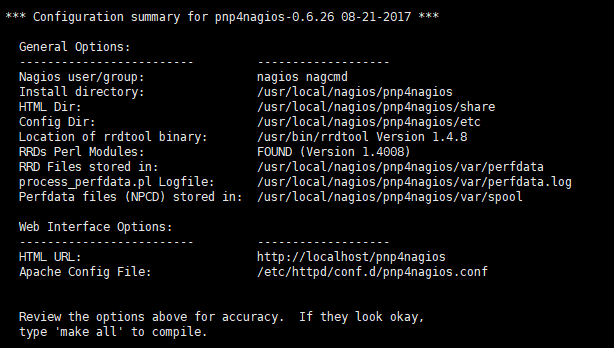 *** Configuration summary for pnp4nagios-0.6.26 08-21-2017 ***
General Options:
------------------------- -------------------
Nagios user/group: nagios nagcmd
Install directory: /usr/local/nagios/pnp4nagios
HTML Dir: /usr/local/nagios/pnp4nagios/share
Config Dir: /usr/local/nagios/pnp4nagios/etc
Location of rrdtool binary: /usr/bin/rrdtool Version 1.4.8
RRDs Perl Modules: FOUND (Version 1.4008)
RRD Files stored in: /usr/local/nagios/pnp4nagios/var/perfdata
process_perfdata.pl Logfile: /usr/local/nagios/pnp4nagios/var/perfdata.log
Perfdata files (NPCD) stored in: /usr/local/nagios/pnp4nagios/var/spool
Web Interface Options:
------------------------- -------------------
HTML URL: http://localhost/pnp4nagios
Apache Config File: /etc/httpd/conf.d/pnp4nagios.conf
Review the options above for accuracy. If they look okay,
type 'make all' to compile.